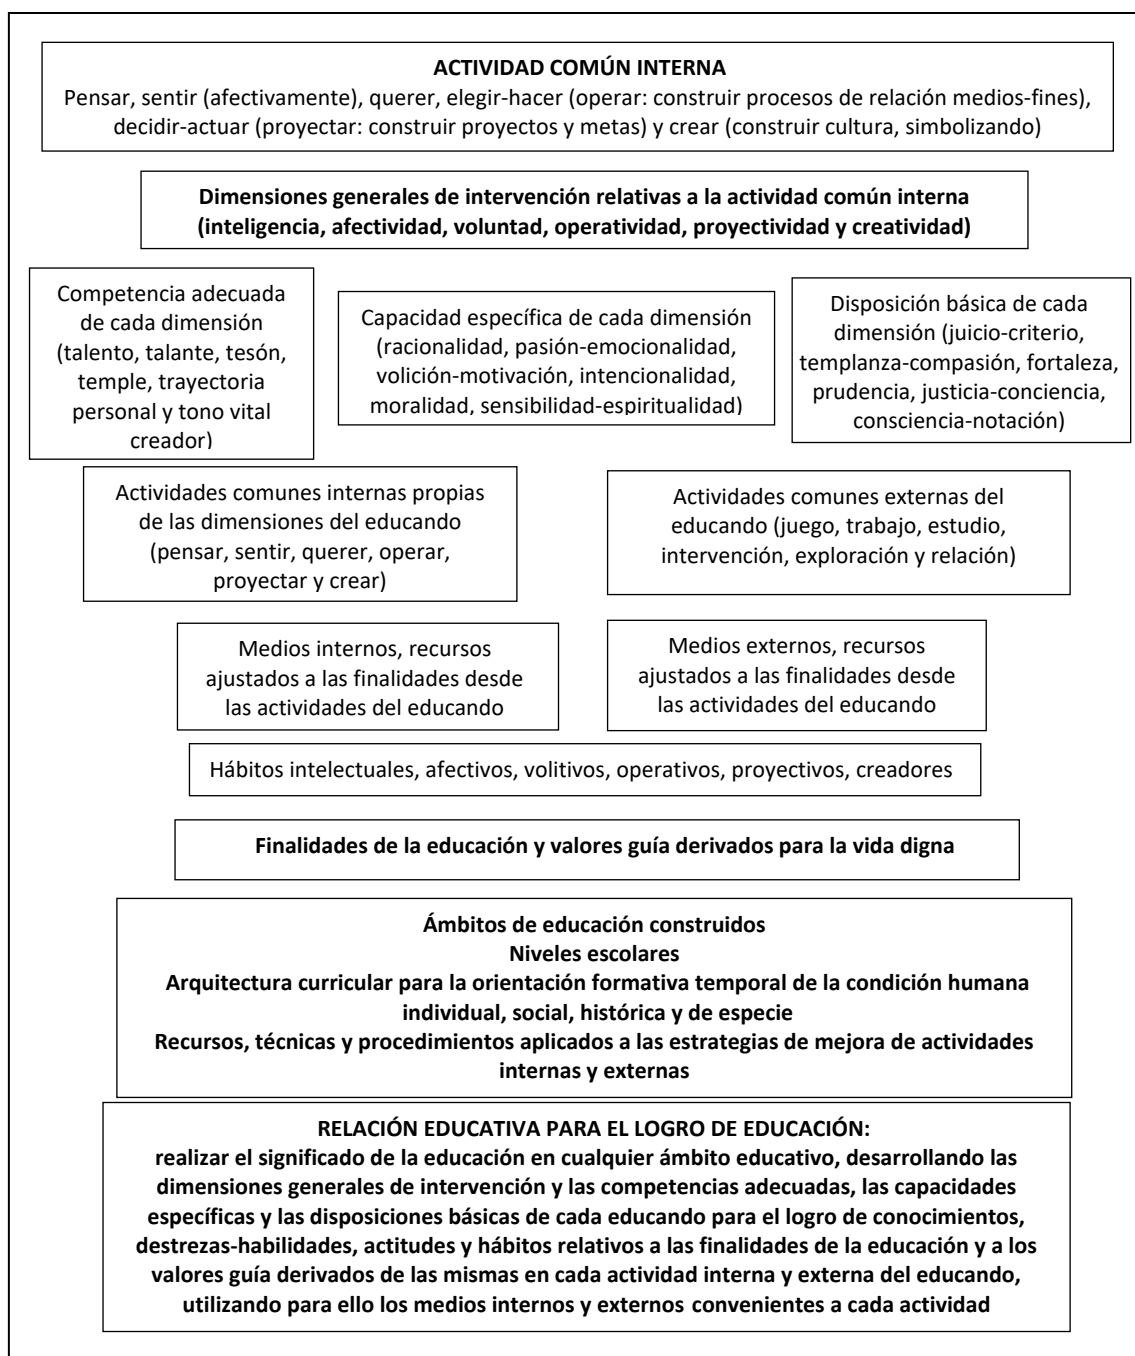 ACTIVIDAD COMÚN INTERNA
Pensar, sentir (afectivamente), querer, elegir-hacer (operar: construir procesos de relación medios-fines),
decidir-actuar (proyectar: construir proyectos y metas) y crear (construir cultura, simbolizando)
Dimensiones generales de intervención relativas a la actividad común interna
(inteligencia, afectividad, voluntad, operatividad, proyectividad y creatividad)
Competencia adecuada
de cada dimensión
(talento, talante, tesón,
temple, trayectoria
personal y tono vital
creador)
Capacidad específica de cada dimensión
(racionalidad, pasión-emocionalidad,
volición-motivación, intencionalidad,
moralidad, sensibilidad-espiritualidad)
Disposición básica de cada
dimensión (juicio-criterio,
templanza-compasión, fortaleza,
prudencia, justicia-conciencia,
consciencia-notación)
Actividades comunes internas propias
de las dimensiones del educando
(pensar, sentir, querer, operar,
proyectar y crear)
Actividades comunes externas del
educando (juego, trabajo, estudio,
intervención, exploración y relación)
Medios internos, recursos
ajustados a las finalidades desde
las actividades del educando
Medios externos, recursos
ajustados a las finalidades desde
las actividades del educando
Hábitos intelectuales, afectivos, volitivos, operativos, proyectivos, creadores
Finalidades de la educación y valores guía derivados para la vida digna
Ámbitos de educación construidos
Niveles escolares
Arquitectura curricular para la orientación formativa temporal de la condición humana
individual, social, histórica y de especie
Recursos, técnicas y procedimientos aplicados a las estrategias de mejora de actividades
internas y externas
RELACIÓN EDUCATIVA PARA EL LOGRO DE EDUCACIÓN:
realizar el significado de la educación en cualquier ámbito educativo, desarrollando las
dimensiones generales de intervención y las competencias adecuadas, las capacidades
específicas y las disposiciones básicas de cada educando para el logro de conocimientos,
destrezas-habilidades, actitudes y hábitos relativos a las finalidades de la educación y a los
valores guía derivados de las mismas en cada actividad interna y externa del educando,
utilizando para ello los medios internos y externos convenientes a cada actividad